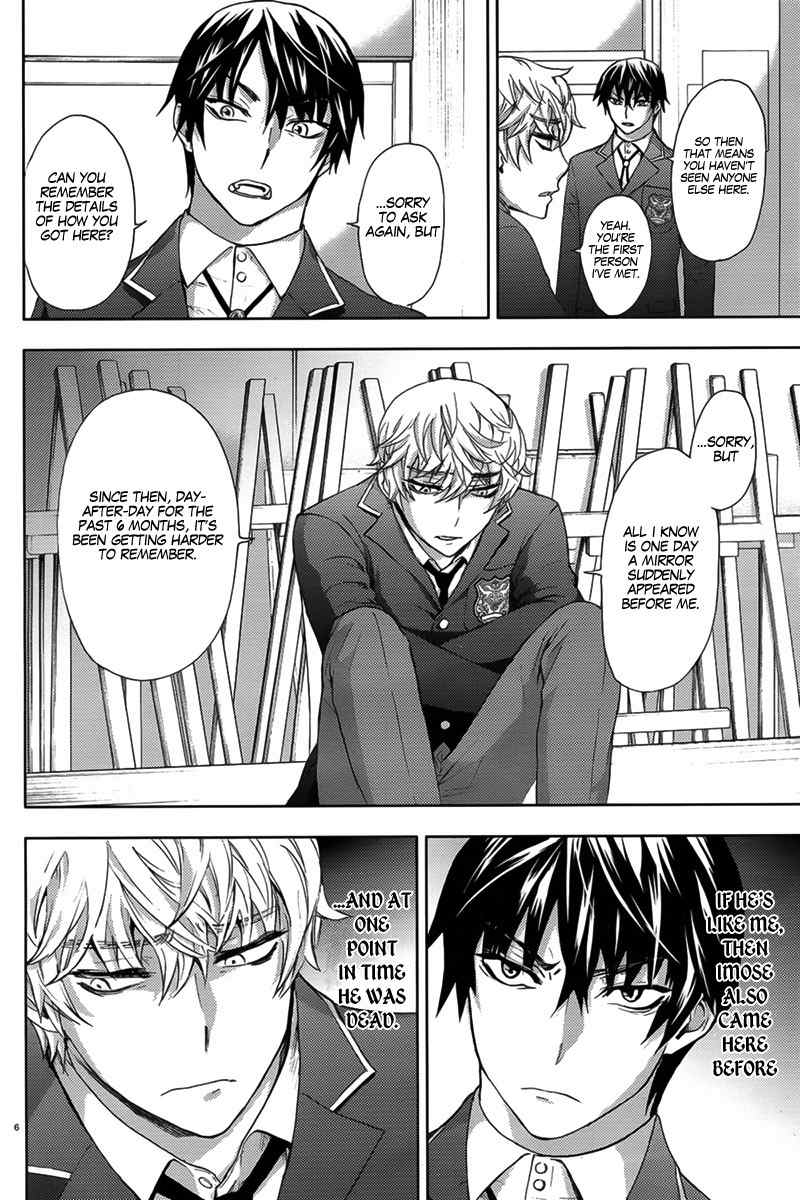 SO THEN
THAT MEANS
YOU HAVEN'T
SEEN ANYONE
ELSE HERE.
YEAH.
YOU'RE
THE FIRST
PERSON
I'VE MET.
...SORRY
TO ASK
AGAIN, BUT
CAN YOU
REMEMBER
THE DETAILS
OF HOW YOU
GOT HERE?
...SORRY,
BUT
ALL I KNOW
IS ONE DAY
A MIRROR
SUDDENLY
APPEARED
BEFORE ME.
SINCE THEN, DAY-
AFTER-DAY FOR THE
PAST 6 MONTHS, IT'S
BEEN GETTING HARDER
TO REMEMBER.
IF HE'S
LIKE ME,
THEN
IMOSE
ALSO
CAME
HERE
BEFORE
...AND AT
ONE
POINT
IN TIME
HE WAS
DEAD.
6